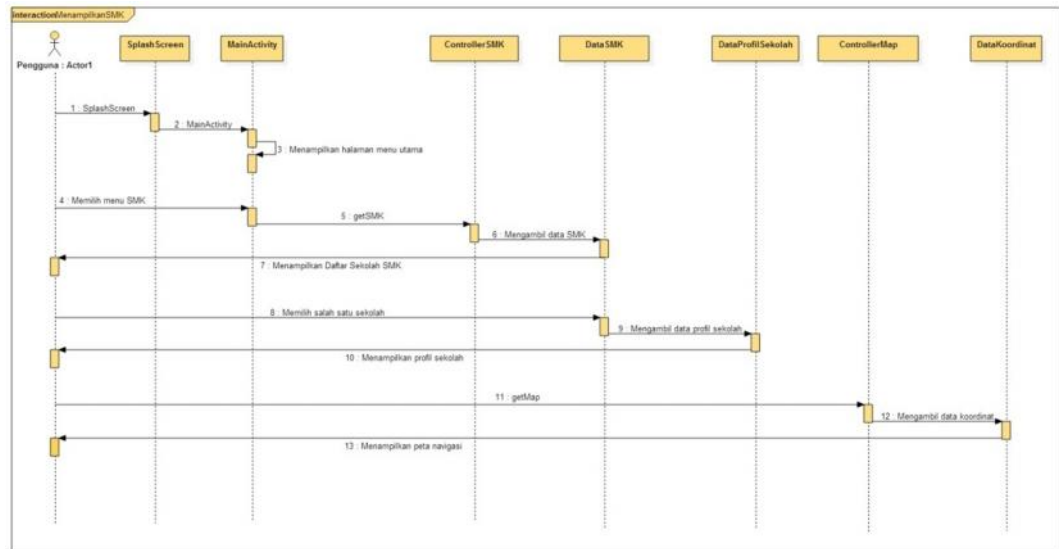 interactionMenampilkanSMK
SplashScreen
MainActivity
ControllerSMK
DataSMK
DataProfilSekolah
ControllerMap
DataKoordinat
Pengguna : Actor1
1 : SplashScreen
2 : MainActivity
3 : Menampilkan halaman menu utama
4 : Memilih menu SMK
5 : getSMK
6 : Mengambil data SMK
7 : Menampilkan Daftar Sekolah SMK
8 : Memilih salah satu sekolah
9 : Mengambil data profil sekolah
10 : Menampilkan profil sekolah
11 : getMap
12 : Mengambil data koordinat
13 : Menampilkan peta navigasi